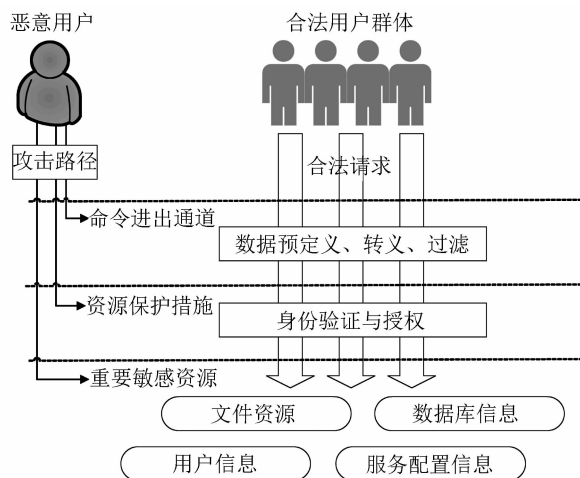 恶意用户
合法用户群体
攻击路径
合法请求
命令进出通道
数据预定义、转义、过滤
资源保护措施
身份验证与授权
重要敏感资源
文件资源
数据库信息
用户信息
服务配置信息